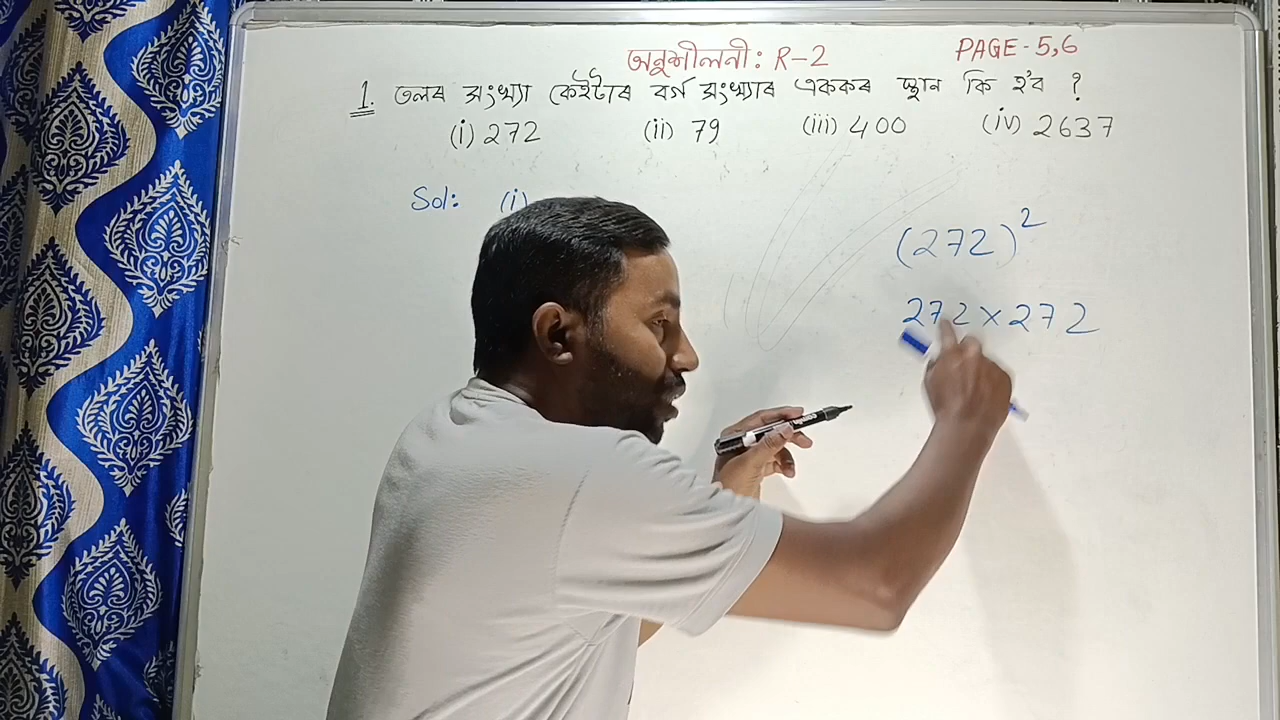 অনুশীলনী: R-2 PAGE-5,6
1. তলৰ সংখ্যা কেইটাৰ বৰ্গ সংখ্যাৰ এককৰ স্থান কি হ'ব ?
(i) 272 (ii) 79 (iii) 400 (iv) 2637
Sol: (i)
(272)²
272×272